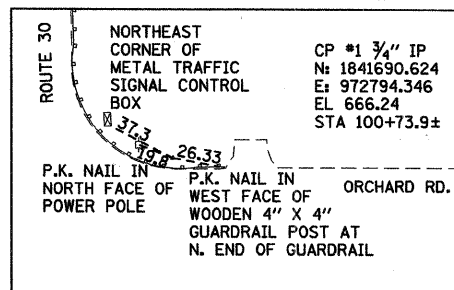 ROUTE 30
NORTHEAST
CORNER OF
METAL TRAFFIC
SIGNAL CONTROL
BOX
CP #1 ¾" IP
N: 1841690.624
E: 972794.346
EL 666.24
STA 100+73.9±
37.3
19.8
26.33
P.K. NAIL IN
NORTH FACE OF
POWER POLE
P.K. NAIL IN
WEST FACE OF
WOODEN 4" X 4"
GUARDRAIL POST AT
N. END OF GUARDRAIL
ORCHARD RD.